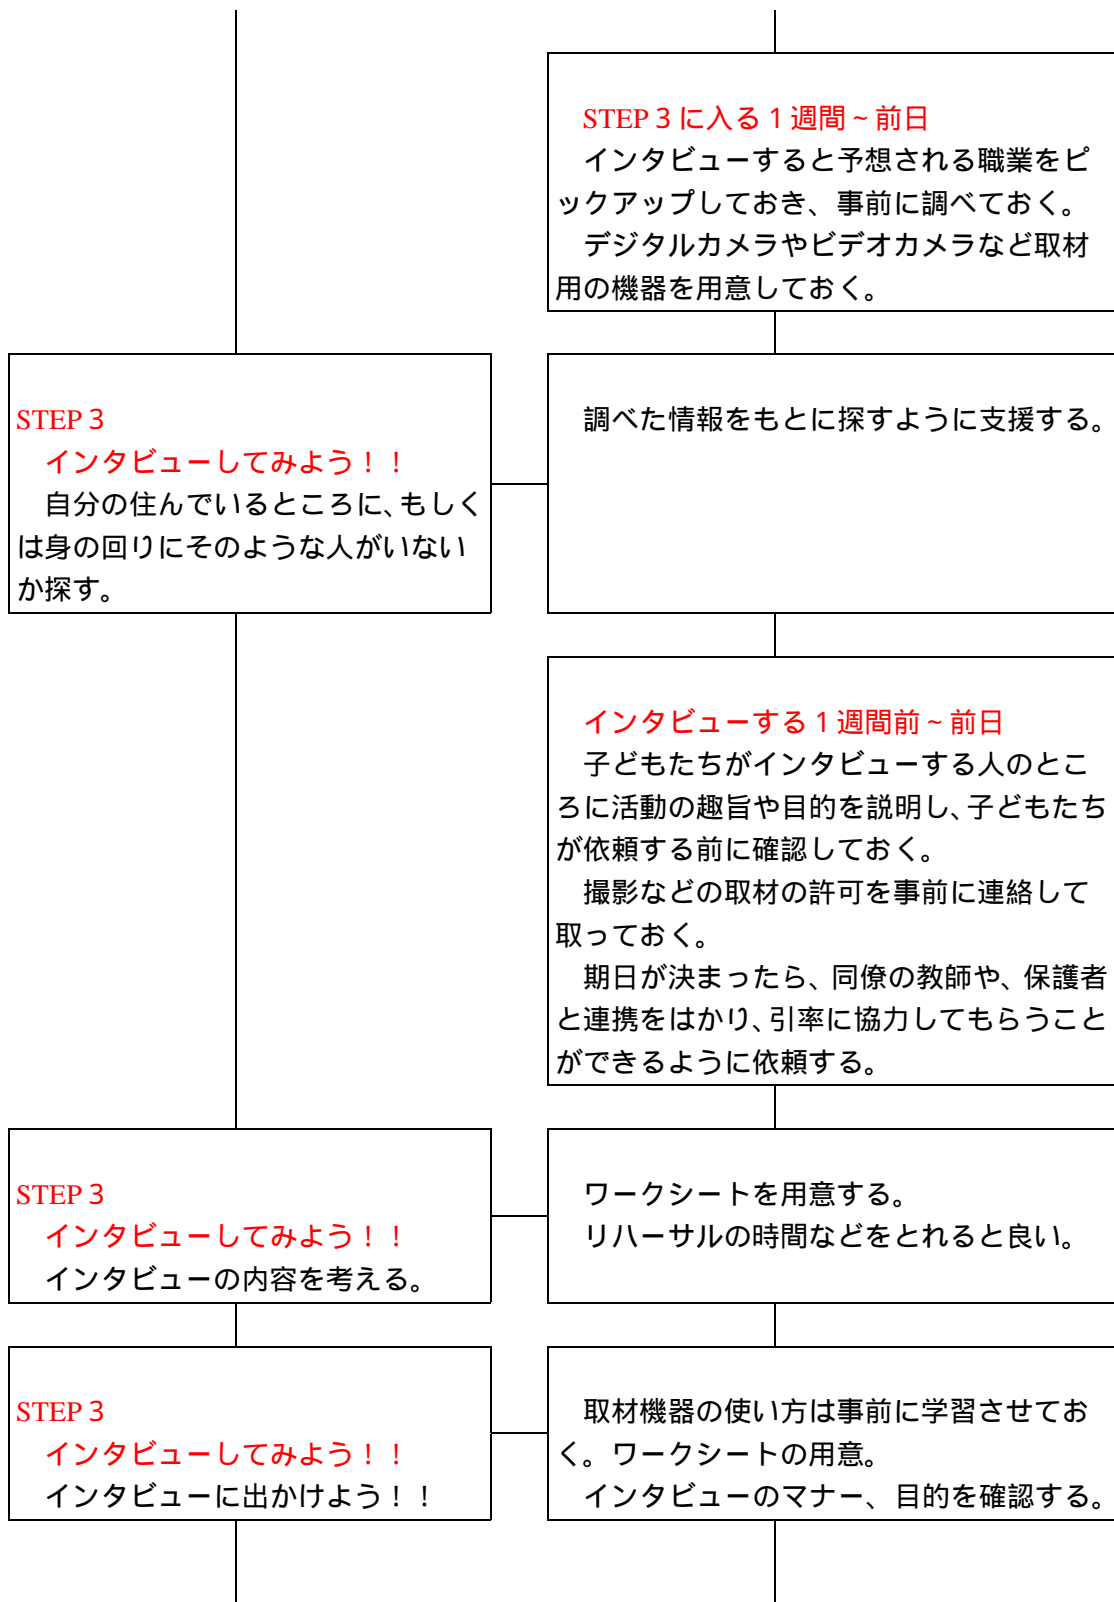 STEP３に入る１週間～前日
インタビューすると予想される職業をピ
ックアップしておき、事前に調べておく。
デジタルカメラやビデオカメラなど取材
用の機器を用意しておく。
STEP３
インタビューしてみよう！！
自分の住んでいるところに、もしく
は身の回りにそのような人がいない
か探す。
調べた情報をもとに探すように支援する。
インタビューする１週間前～前日
子どもたちがインタビューする人のとこ
ろに活動の趣旨や目的を説明し、子どもたち
が依頼する前に確認しておく。
撮影などの取材の許可を事前に連絡して
取っておく。
期日が決まったら、同僚の教師や、保護者
と連携をはかり、引率に協力してもらうこと
ができるように依頼する。
STEP３
インタビューしてみよう！！
インタビューの内容を考える。
ワークシートを用意する。
リハーサルの時間などをとれると良い。
STEP３
インタビューしてみよう！！
インタビューに出かけよう！！
取材機器の使い方は事前に学習させてお
く。ワークシートの用意。
インタビューのマナー、目的を確認する。